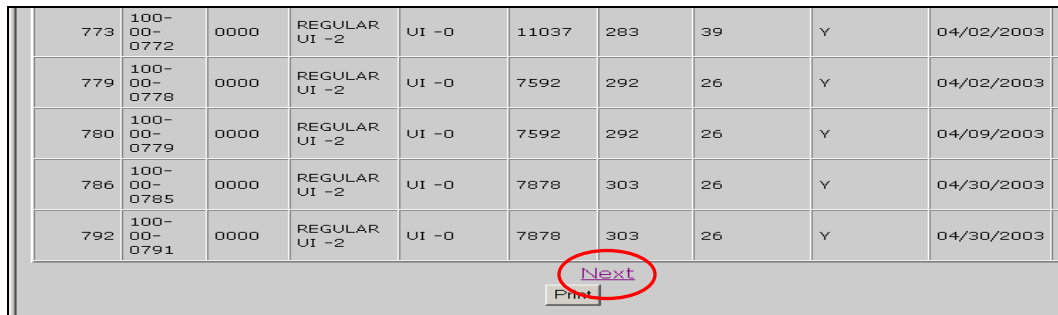 773 100-00-0772 0000 REGULAR UI -2 UI -0 11037 283 39 Y 04/02/2003
779 100-00-0778 0000 REGULAR UI -2 UI -0 7592 292 26 Y 04/02/2003
780 100-00-0779 0000 REGULAR UI -2 UI -0 7592 292 26 Y 04/09/2003
786 100-00-0785 0000 REGULAR UI -2 UI -0 7878 303 26 Y 04/30/2003
792 100-00-0791 0000 REGULAR UI -2 UI -0 7878 303 26 Y 04/30/2003
Next
Print